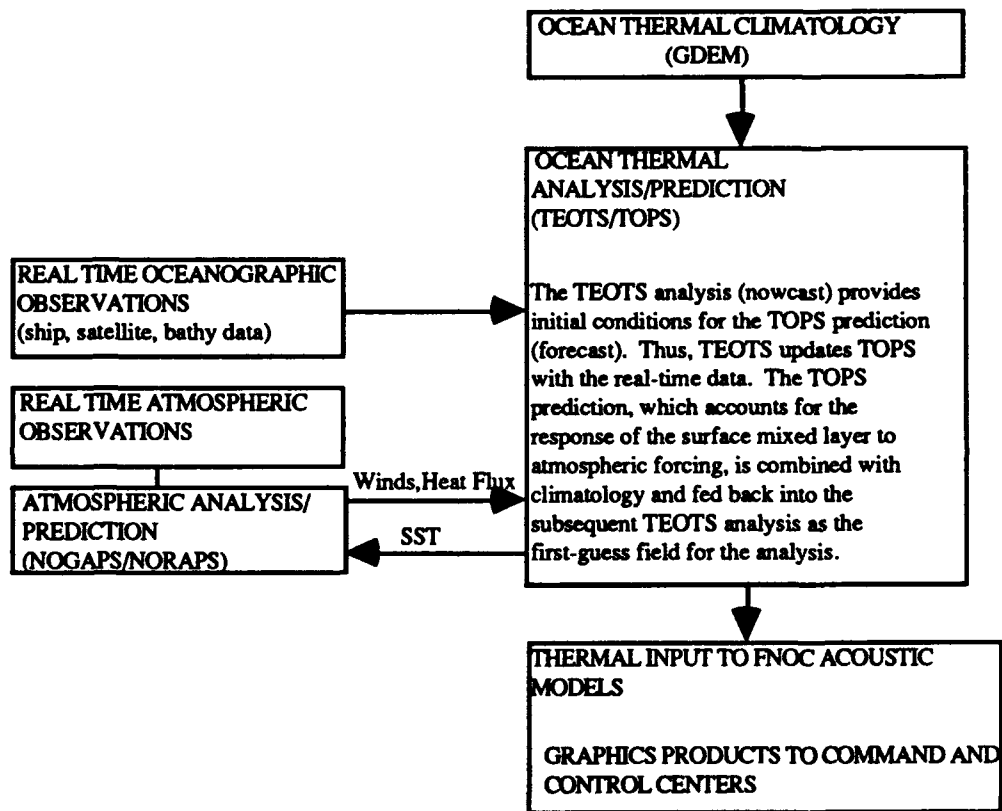 OCEAN THERMAL CLIMATOLOGY
(GDEM)
OCEAN THERMAL
ANALYSIS/PREDICTION
(TEOTS/TOPS)
The TEOTS analysis (nowcast) provides
initial conditions for the TOPS prediction
(forecast). Thus, TEOTS updates TOPS
with the real-time data. The TOPS
prediction, which accounts for the
response of the surface mixed layer to
atmospheric forcing, is combined with
climatology and fed back into the
subsequent TEOTS analysis as the
first-guess field for the analysis.
REAL TIME OCEANOGRAPHIC
OBSERVATIONS
(ship, satellite, bathy data)
REAL TIME ATMOSPHERIC
OBSERVATIONS
ATMOSPHERIC ANALYSIS/
PREDICTION
(NOGAPS/NORAPS)
Winds,Heat Flux
SST
THERMAL INPUT TO FNOC ACOUSTIC
MODELS
GRAPHICS PRODUCTS TO COMMAND AND
CONTROL CENTERS